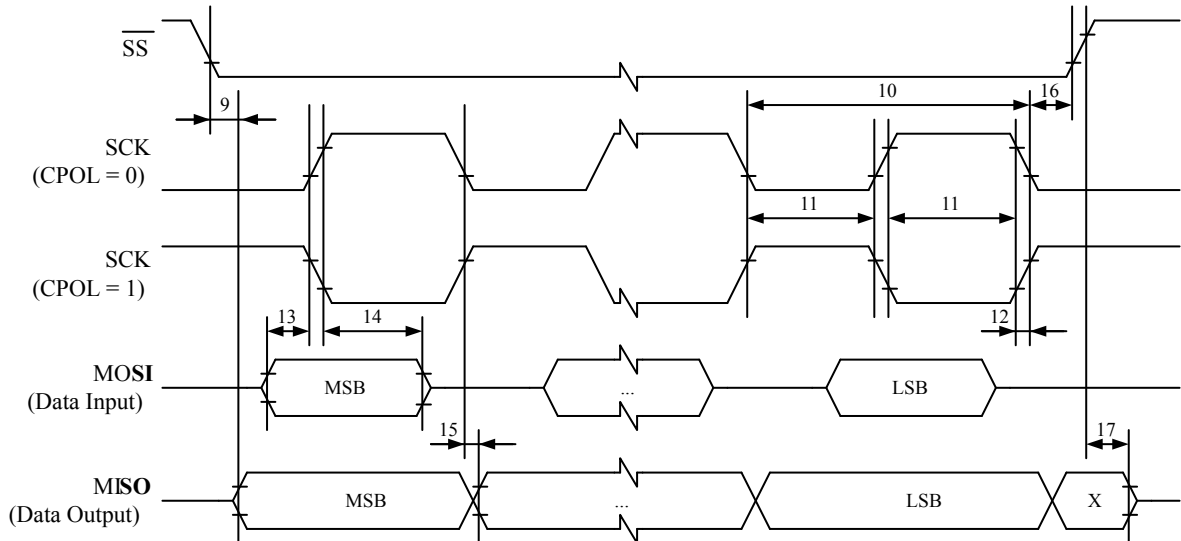 SS
10
16
9
SCK
(CPOL = 0)
11
11
SCK
(CPOL = 1)
13
14
12
MOSI
(Data Input)
MSB
...
LSB
15
17
MISO
(Data Output)
MSB
...
LSB
X